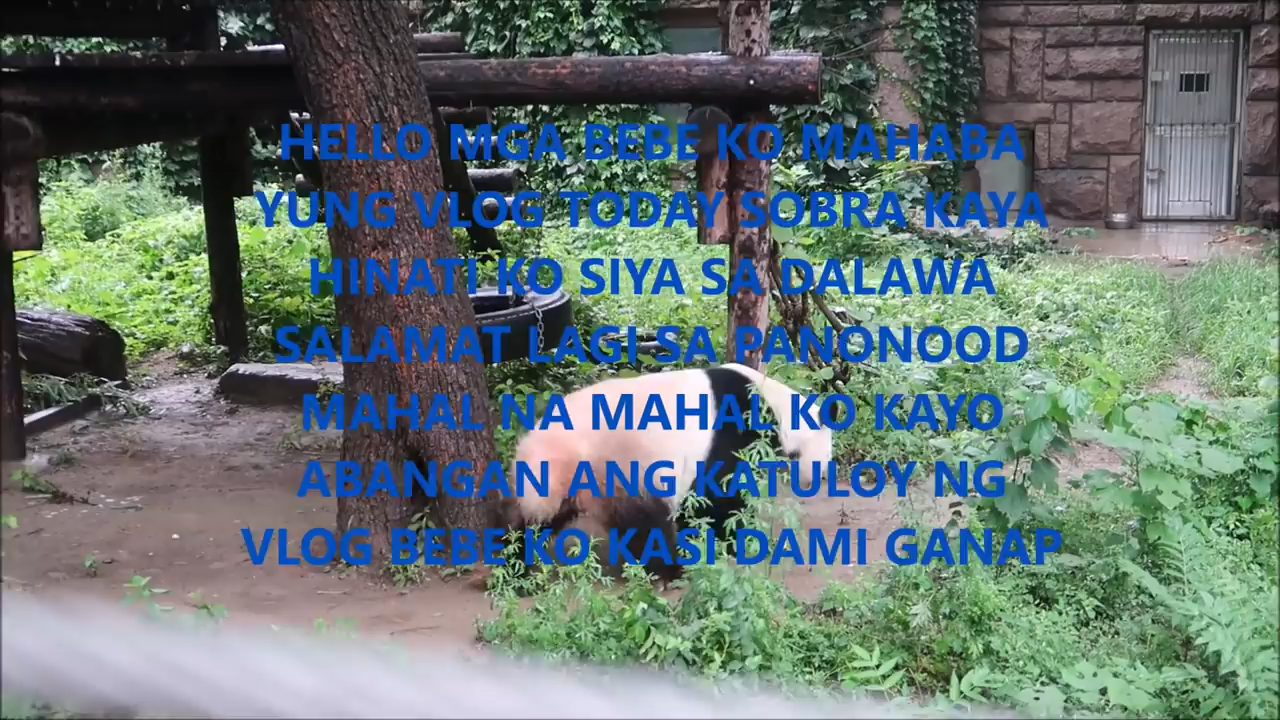 HELLO MGA BEBE KO MAHABA
YUNG VLOG TODAY SOBRA KAYA
HINATI KO SIYA SA DALAWA
SALAMAT LAGI SA PANONOOD
MAHAL NA MAHAL KO KAYO
ABANGAN ANG KATULOY NG
VLOG BEBE KO KASI DAMI GANAP